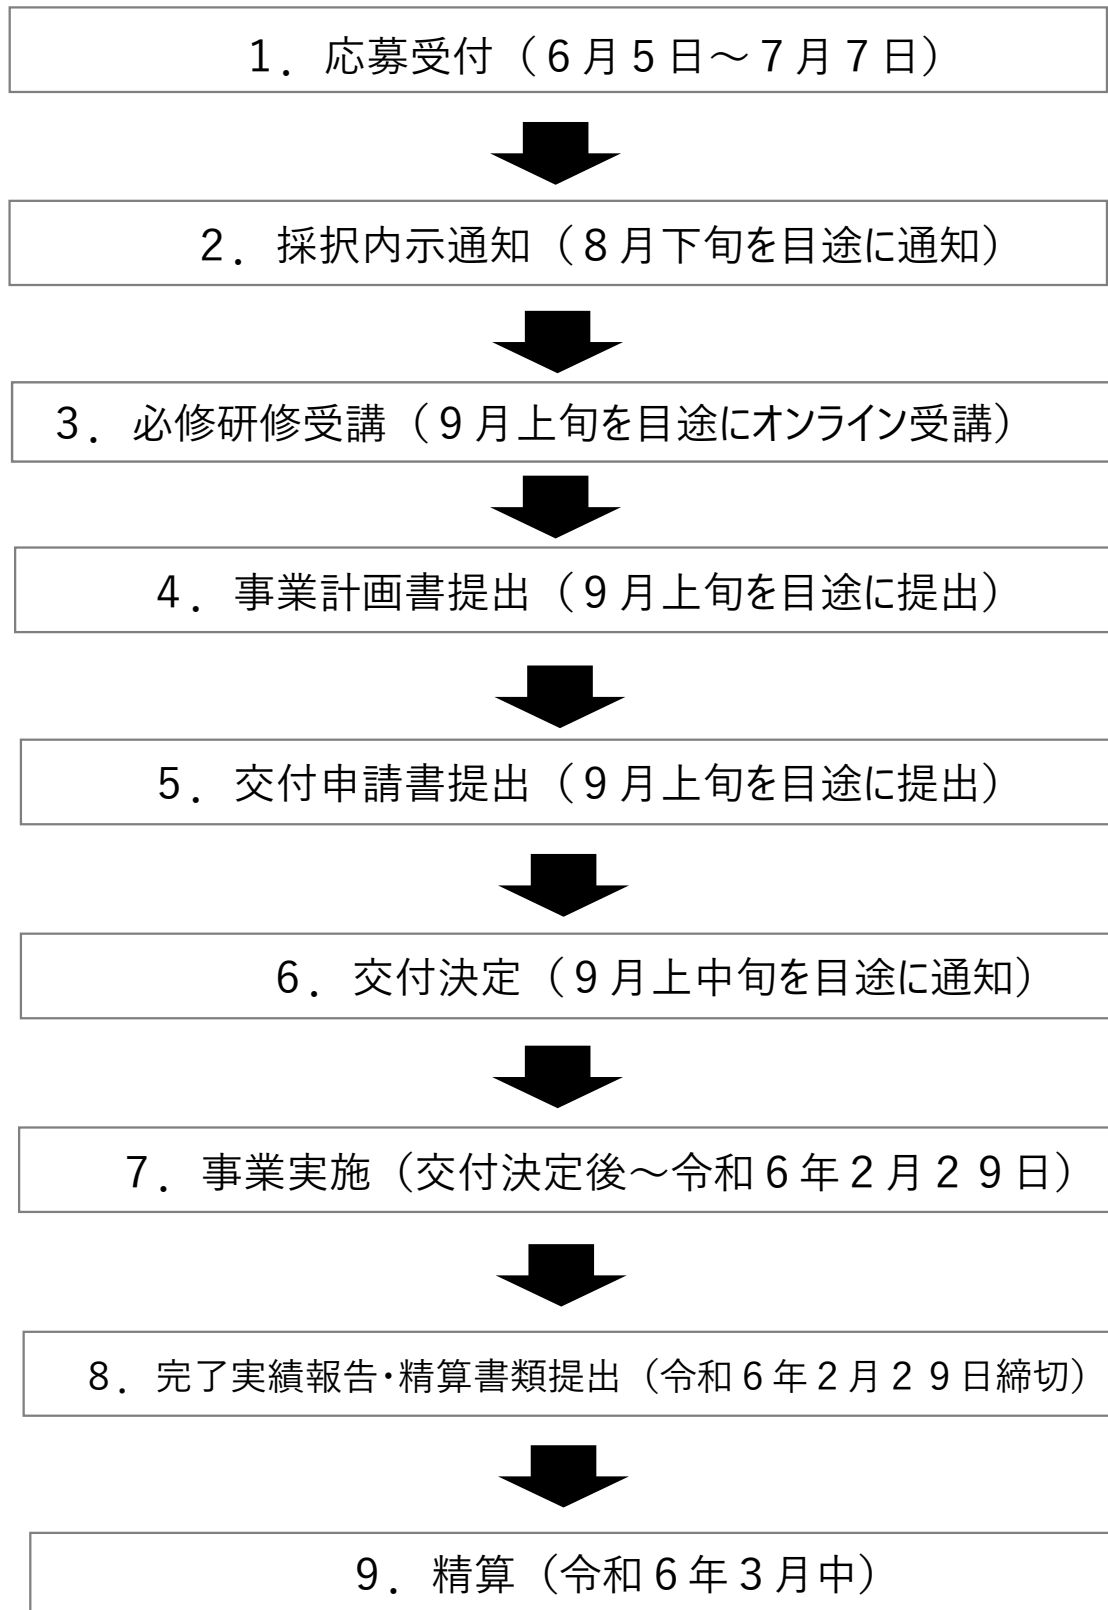 １．応募受付（６月５日～７月７日）
２．採択内示通知（８月下旬を目途に通知）
３．必修研修受講（９月上旬を目途にオンライン受講）
４．事業計画書提出（９月上旬を目途に提出）
５．交付申請書提出（９月上旬を目途に提出）
６．交付決定（９月上中旬を目途に通知）
７．事業実施（交付決定後～令和６年２月２９日）
８．完了実績報告・精算書類提出（令和６年２月２９日締切）
９．精算（令和６年３月中）